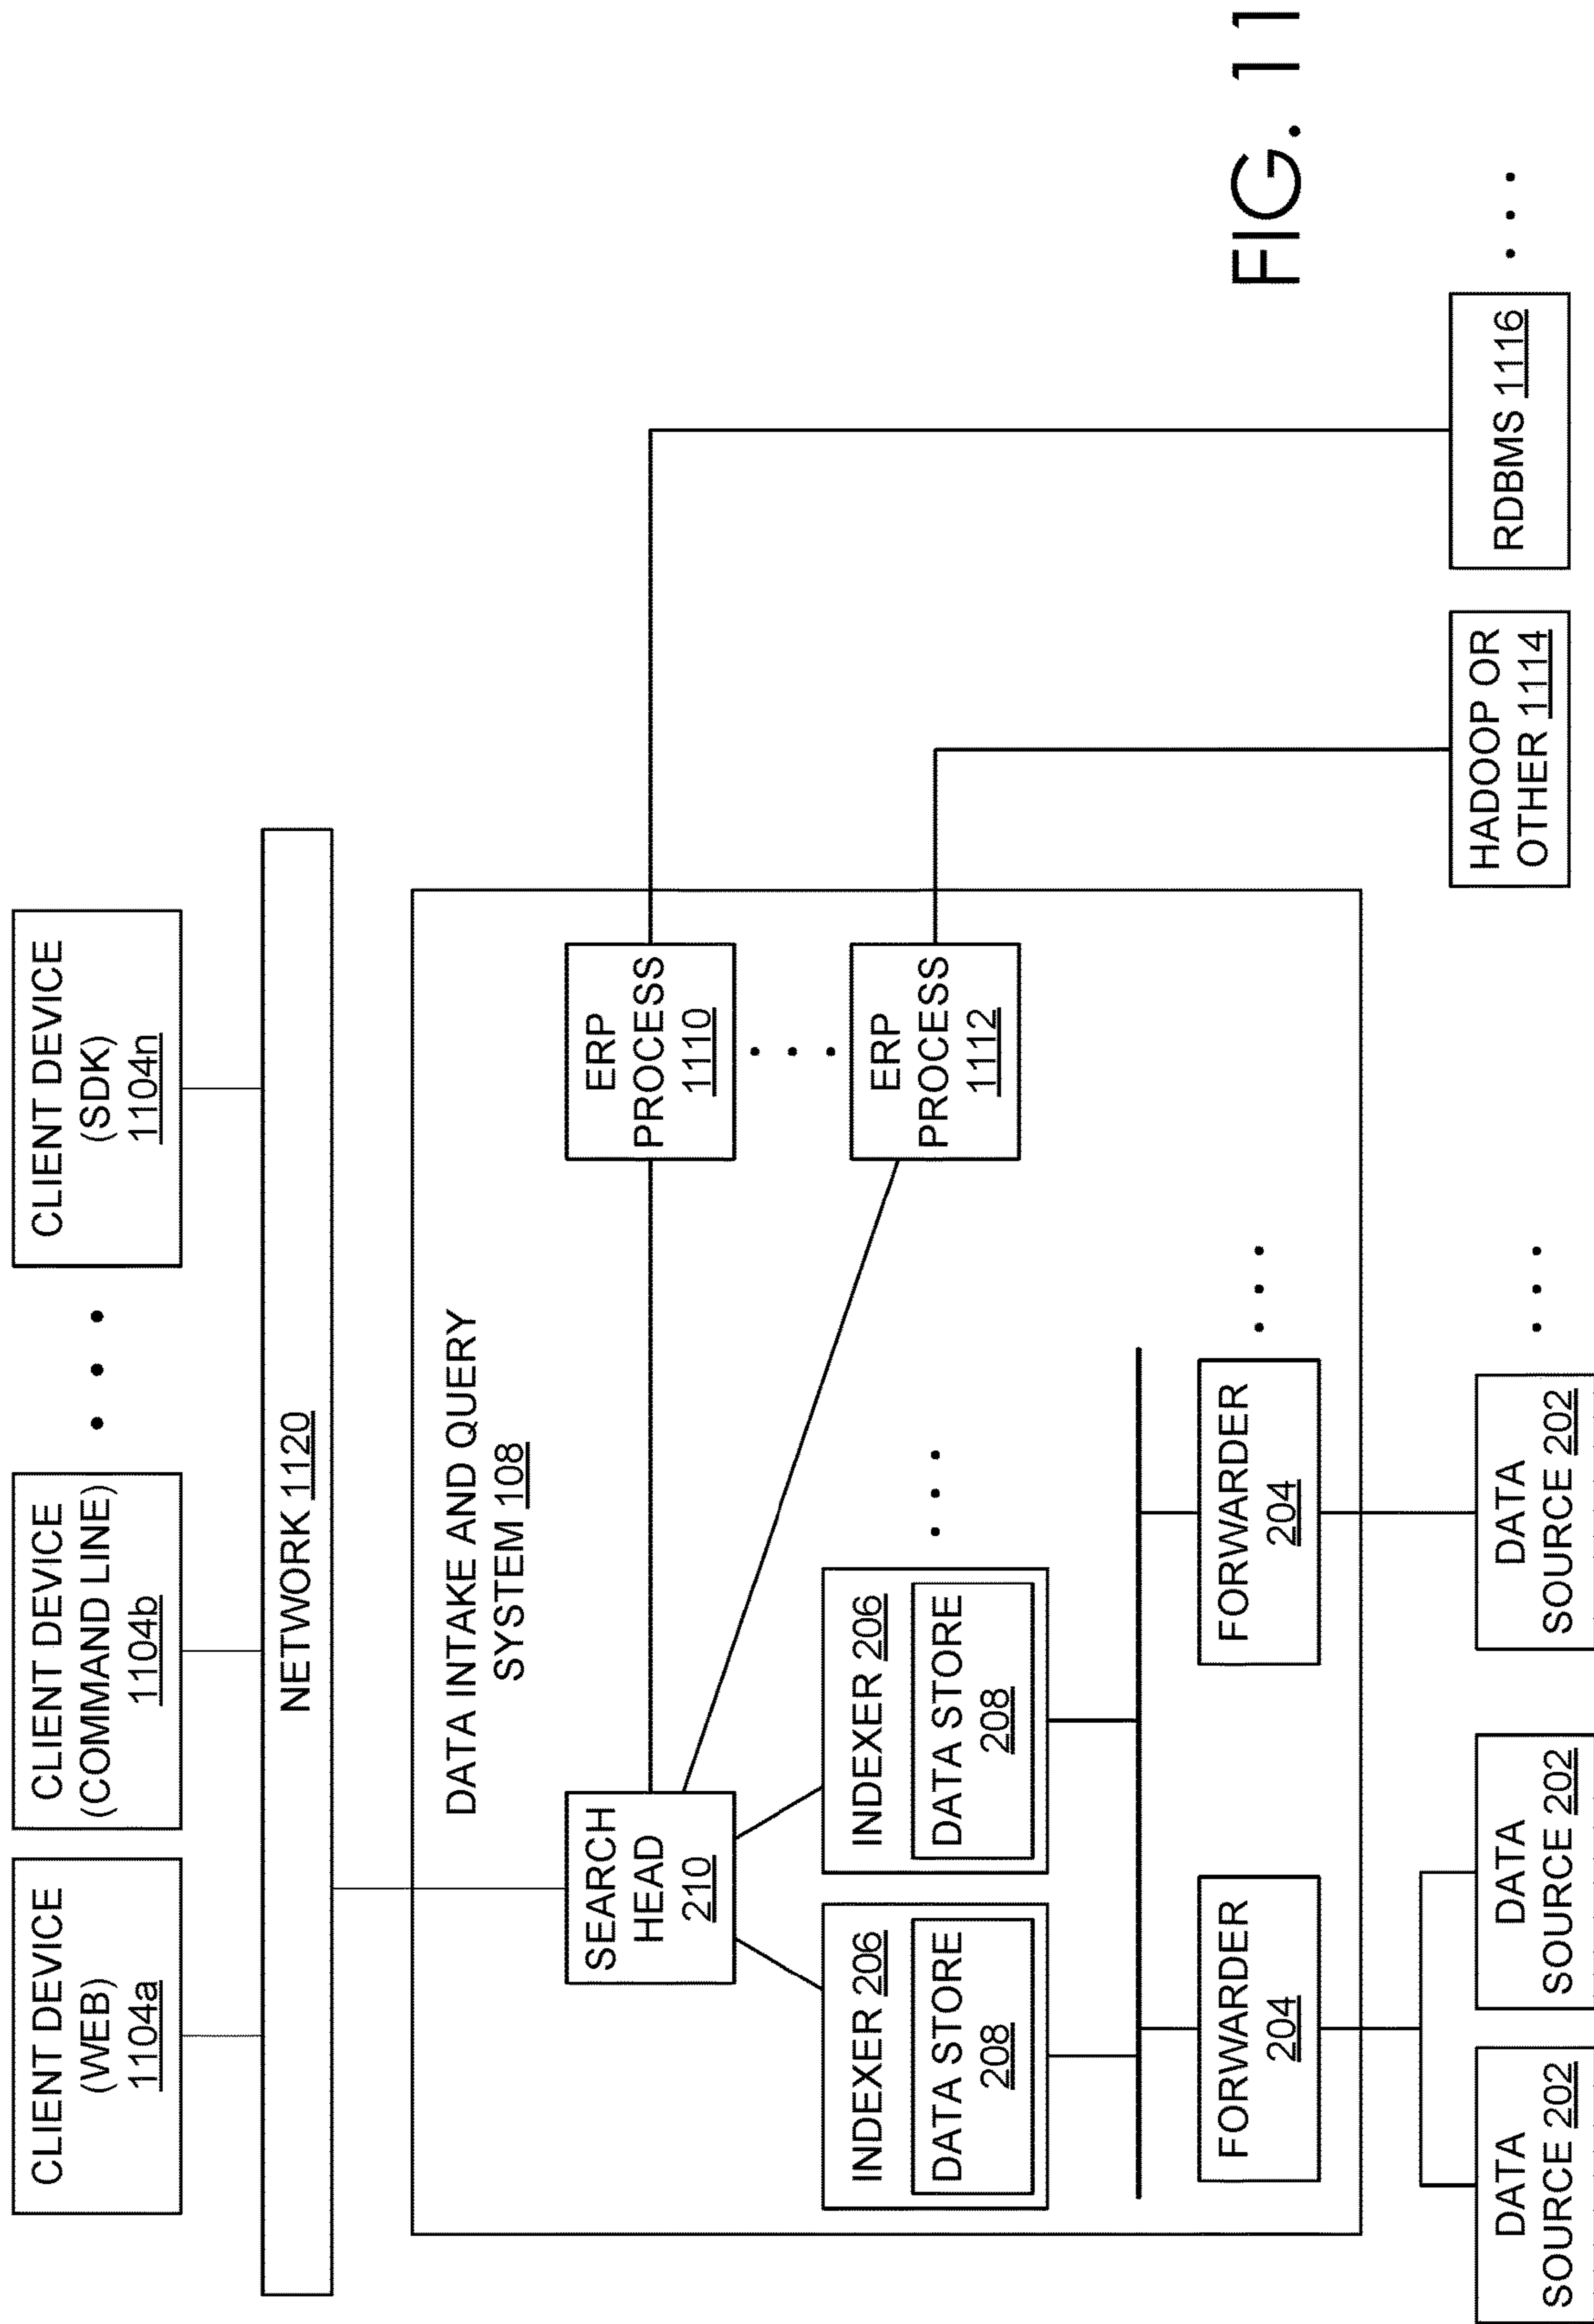 CLIENT DEVICE
(WEB)
1104a
CLIENT DEVICE
(COMMAND LINE)
1104b
CLIENT DEVICE
(SDK)
1104n
NETWORK 1120
DATA INTAKE AND QUERY
SYSTEM 108
SEARCH
HEAD
210
ERP
PROCESS
1110
ERP
PROCESS
1112
INDEXER 206
DATA STORE
208
INDEXER 206
DATA STORE
208
FORWARDER
204
FORWARDER
204
DATA
SOURCE 202
DATA
SOURCE 202
DATA
SOURCE 202
HADOOP OR
OTHER 1114
RDBMS 1116
FIG. 11